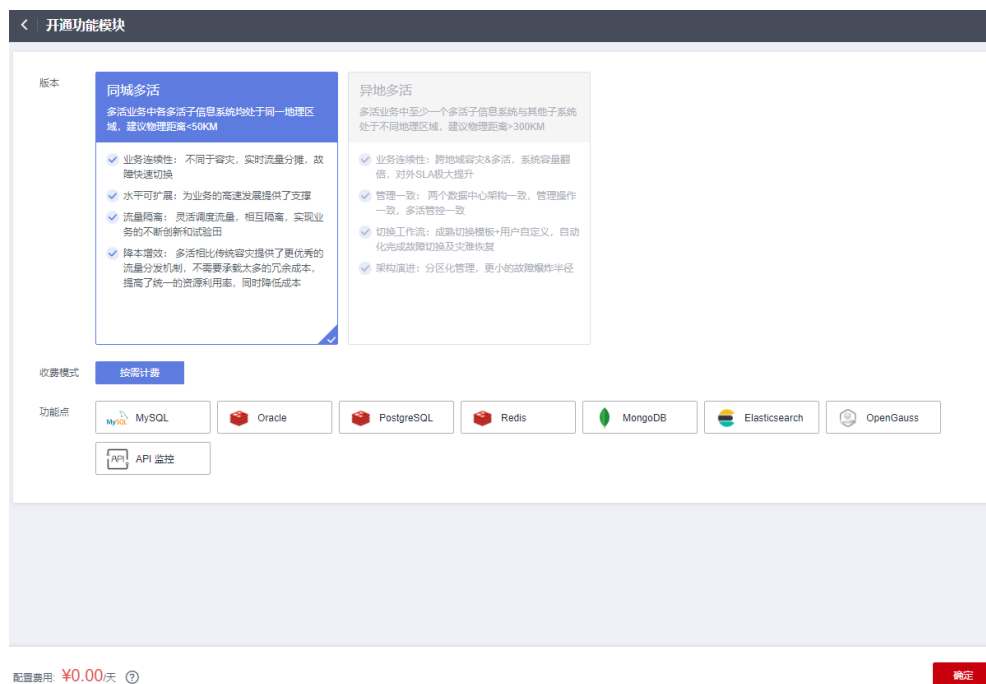 开通功能模块
版本
同城多活
多活业务中各多活子信息系统均处于同一地理区
域，建议物理距离<50KM
业务连续性： 不同于容灾，实时流量分摊，故
障快速切换
水平可扩展：为业务的高速发展提供了支撑
流量隔离： 灵活调度流量，相互隔离，实现业
务的不断创新和试验田
降本增效： 多活相比传统容灾提供了更优秀的
流量分发机制，不需要承载太多的冗余成本，
提高了统一的资源利用率，同时降低成本
异地多活
多活业务中至少一个多活子信息系统与其他子系统
处于不同地理区域，建议物理距离>300KM
业务连续性：跨地域容灾&多活，系统容量翻
倍，对外SLA极大提升
管理一致：两个数据中心架构一致，管理操作
一致，多活管控一致
切换工作流：成熟切换模板+用户自定义，自动
化完成故障切换及灾难恢复
架构演进：分区化管理，更小的故障爆炸半径
收费模式
按需计费
功能点
MySQL MySQL
Oracle
PostgreSQL
Redis
MongoDB
Elasticsearch
OpenGauss
API API 监控
配置费用: ¥0.00/天 ?
确定